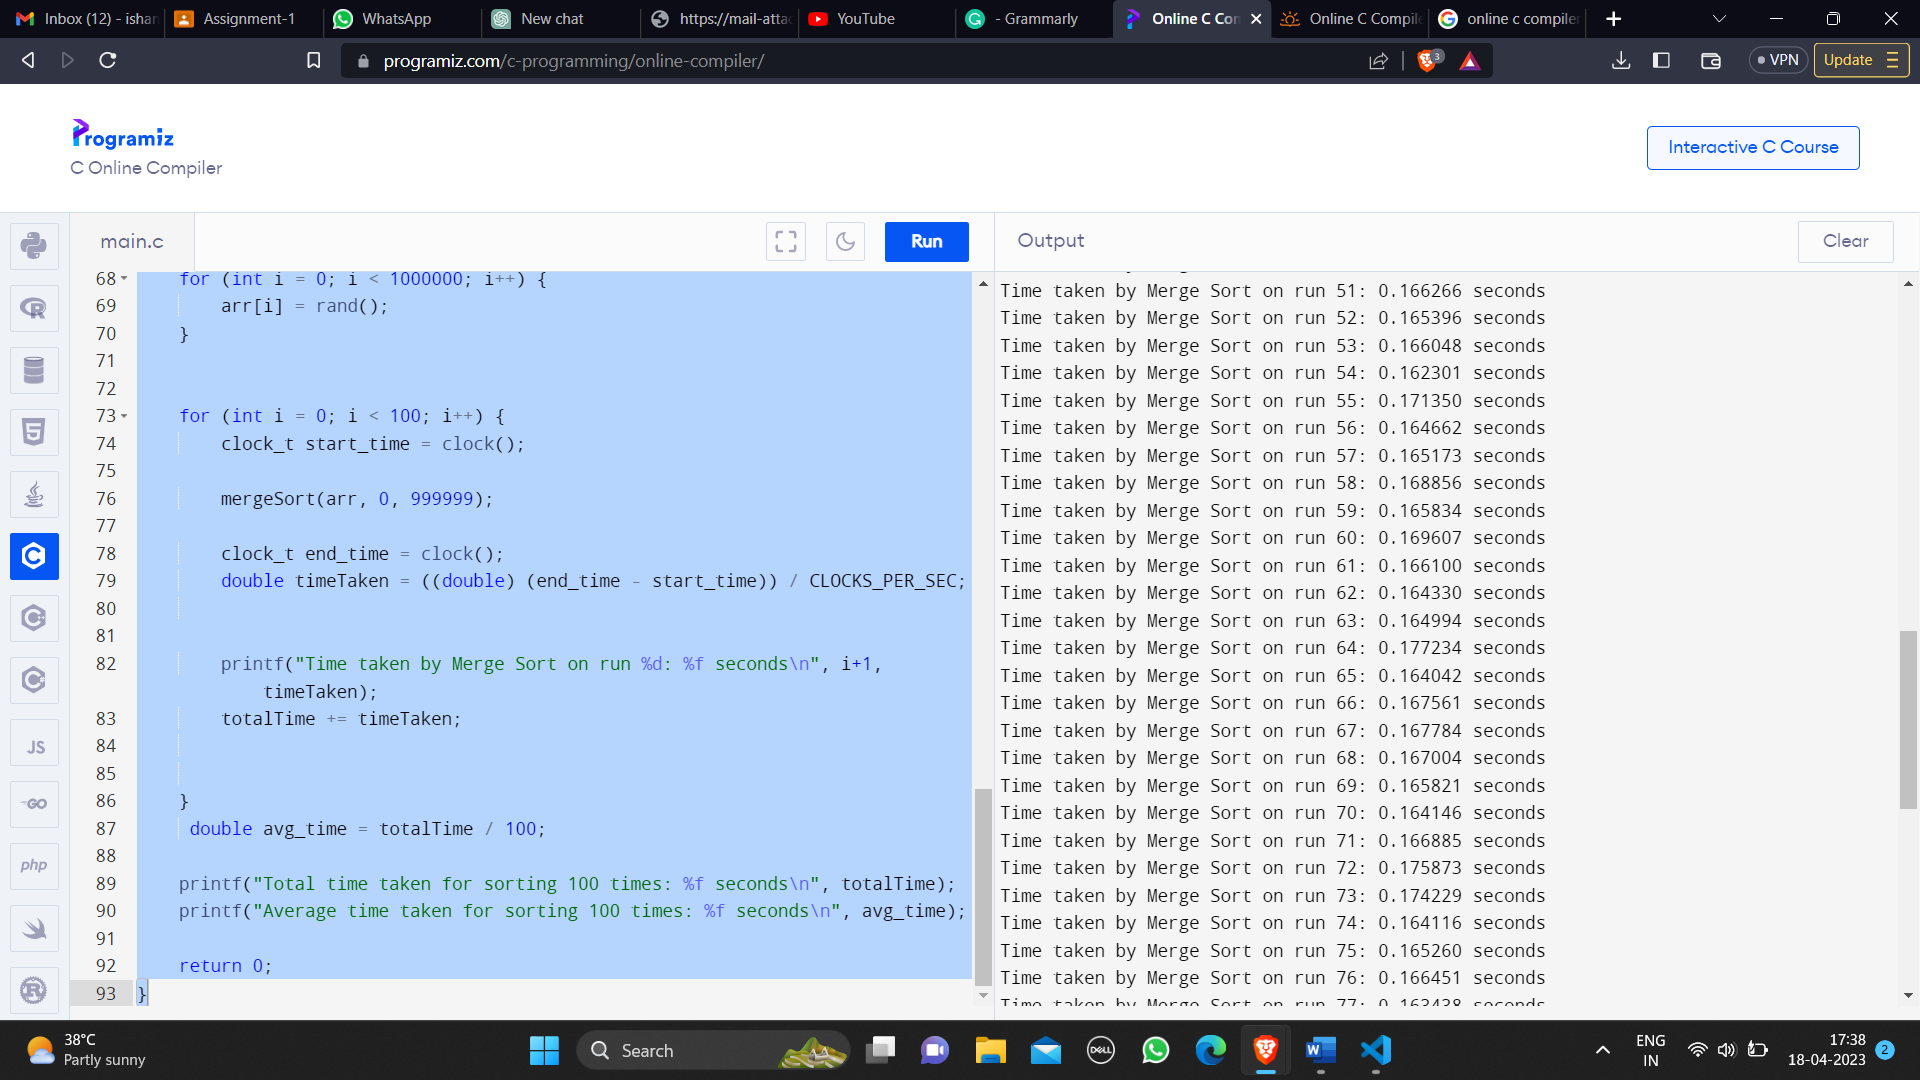 Inbox (12) - ishan
Assignment-1
WhatsApp
New chat
https://mail-attac
YouTube
- Grammarly
Online C Con
Online C Compile
online c compiler
programiz.com/c-programming/online-compiler/
3
VPN
Update
Programiz
C Online Compiler
Interactive C Course
main.c
Run
Output
Clear
68 for (int i = 0; i < 1000000; i++) {
69 arr[i] = rand();
70 }
71
72
73 for (int i = 0; i < 100; i++) {
74 clock_t start_time = clock();
75
76 mergeSort(arr, 0, 999999);
77
78 clock_t end_time = clock();
79 double timeTaken = ((double) (end_time - start_time)) / CLOCKS_PER_SEC;
80
81
82 printf("Time taken by Merge Sort on run %d: %f seconds\n", i+1,
timeTaken);
83 totalTime += timeTaken;
84
85
86 }
87 double avg_time = totalTime / 100;
88
89 printf("Total time taken for sorting 100 times: %f seconds\n", totalTime);
90 printf("Average time taken for sorting 100 times: %f seconds\n", avg_time);
91
92 return 0;
93 }
Time taken by Merge Sort on run 51: 0.166266 seconds
Time taken by Merge Sort on run 52: 0.165396 seconds
Time taken by Merge Sort on run 53: 0.166048 seconds
Time taken by Merge Sort on run 54: 0.162301 seconds
Time taken by Merge Sort on run 55: 0.171350 seconds
Time taken by Merge Sort on run 56: 0.164662 seconds
Time taken by Merge Sort on run 57: 0.165173 seconds
Time taken by Merge Sort on run 58: 0.168856 seconds
Time taken by Merge Sort on run 59: 0.165834 seconds
Time taken by Merge Sort on run 60: 0.169607 seconds
Time taken by Merge Sort on run 61: 0.166100 seconds
Time taken by Merge Sort on run 62: 0.164330 seconds
Time taken by Merge Sort on run 63: 0.164994 seconds
Time taken by Merge Sort on run 64: 0.177234 seconds
Time taken by Merge Sort on run 65: 0.164042 seconds
Time taken by Merge Sort on run 66: 0.167561 seconds
Time taken by Merge Sort on run 67: 0.167784 seconds
Time taken by Merge Sort on run 68: 0.167004 seconds
Time taken by Merge Sort on run 69: 0.165821 seconds
Time taken by Merge Sort on run 70: 0.164146 seconds
Time taken by Merge Sort on run 71: 0.166885 seconds
Time taken by Merge Sort on run 72: 0.175873 seconds
Time taken by Merge Sort on run 73: 0.174229 seconds
Time taken by Merge Sort on run 74: 0.164116 seconds
Time taken by Merge Sort on run 75: 0.165260 seconds
Time taken by Merge Sort on run 76: 0.166451 seconds
Time taken by Merge Sort on run 77: 0.163438 seconds
JS
GO
php
38°C
Partly sunny
Search
DELL
ENG
IN
17:38
18-04-2023
2